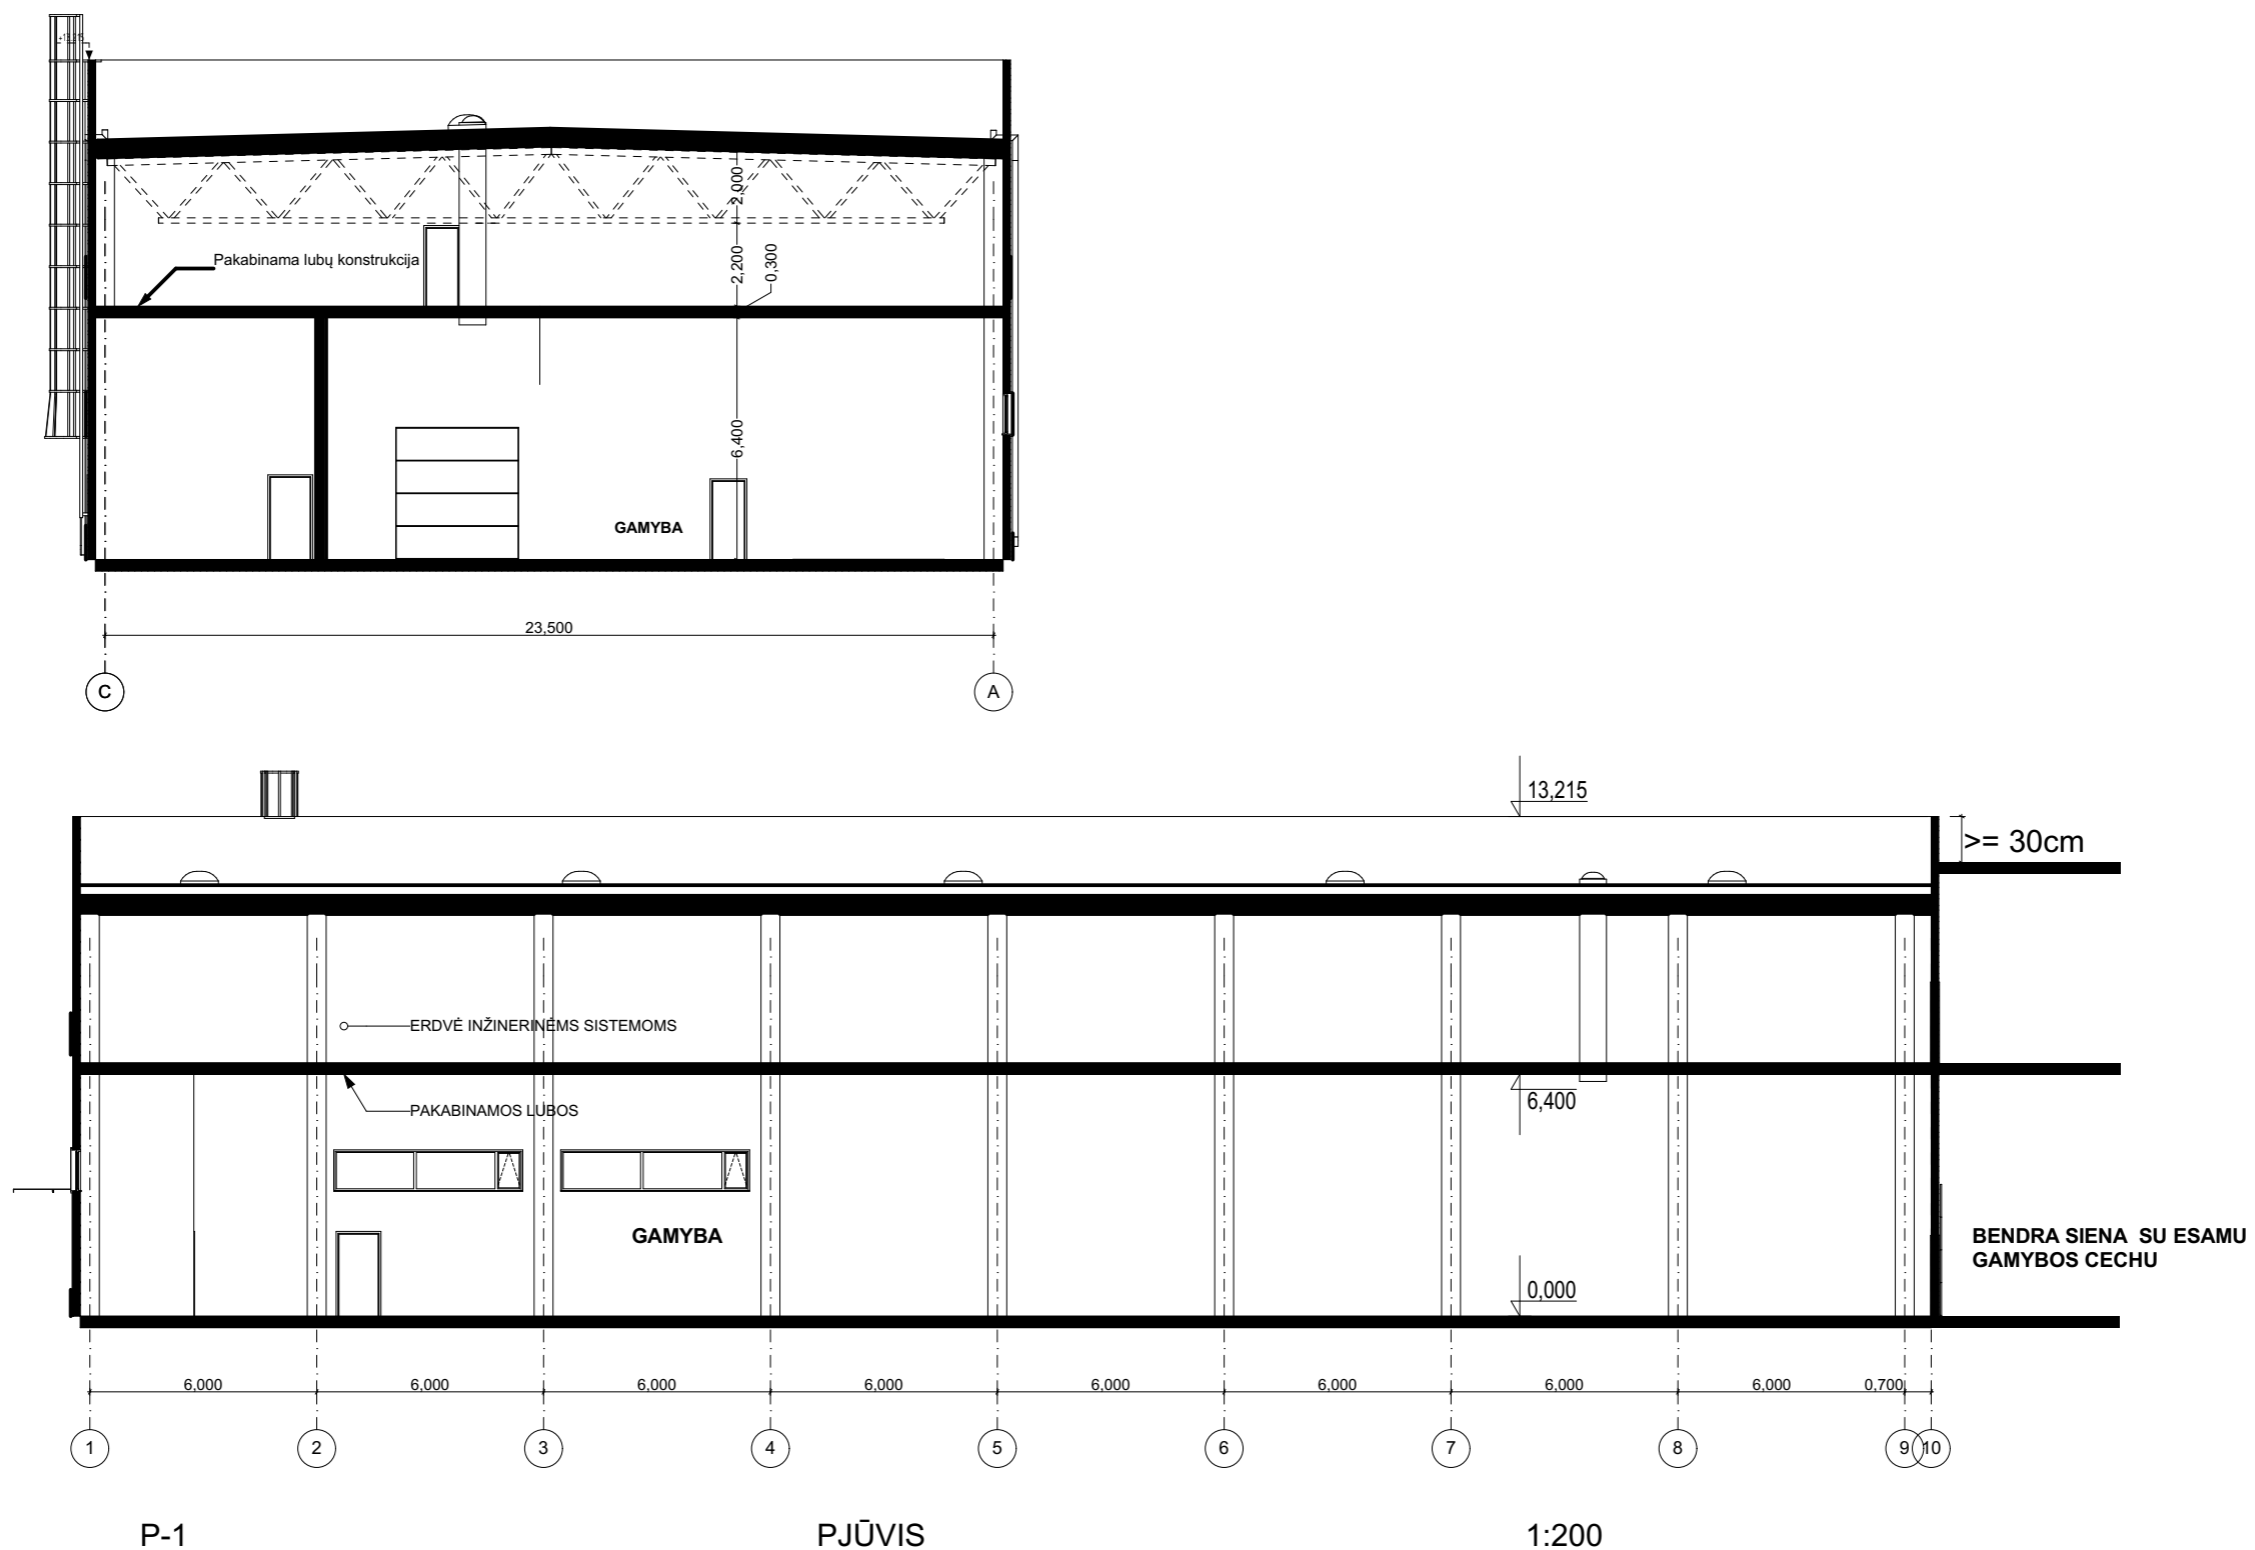 +13,215
2,000
Pakabinama lubų konstrukcija
2,200
0,300
6,400
GAMYBA
23,500
C
A
13,215
>= 30cm
ERDVĖ INŽINERINĖMS SISTEMOMS
PAKABINAMOS LUBOS
6,400
GAMYBA
BENDRA SIENA SU ESAMU
GAMYBOS CECHU
0,000
6,000 6,000 6,000 6,000 6,000 6,000 6,000 6,000 0,700
1 2 3 4 5 6 7 8 9 10
P-1 PJŪVIS 1:200